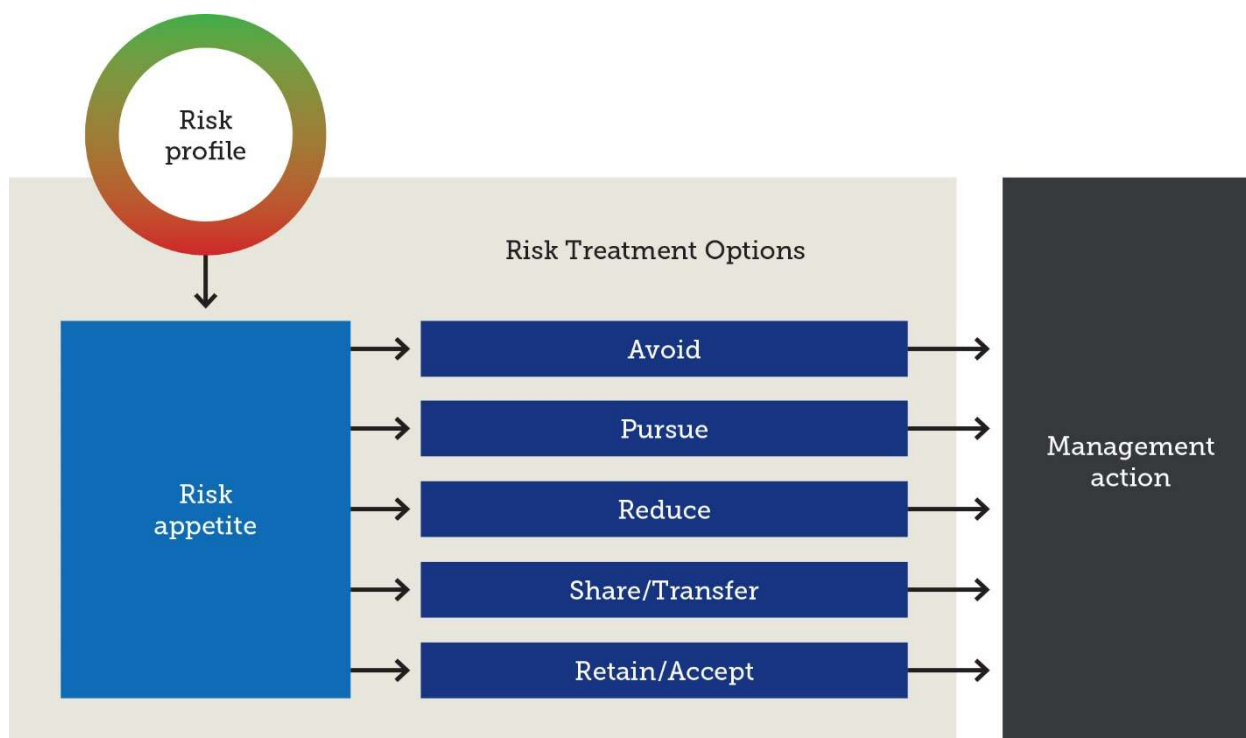 Risk
profile
Risk Treatment Options
Risk
appetite
Avoid
Pursue
Reduce
Share/Transfer
Retain/Accept
Management
action